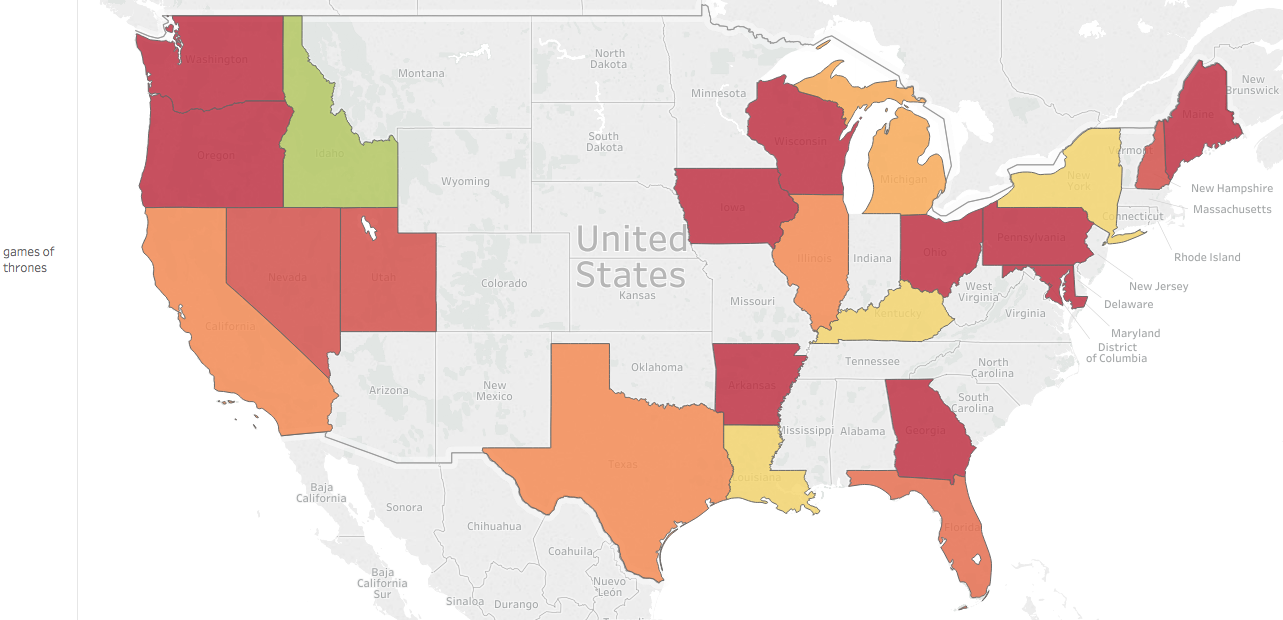 games of
thrones
Washington
Montana
North
Dakota
Minnesota
New
Brunswick
Maine
Oregon
Idaho
South
Dakota
Wisconsin
Vermont
Wyoming
Michigan
New
York
New Hampshire
Massachusetts
Iowa
Connecticut
United
States
Nevada
Utah
Colorado
Kansas
Illinois
Indiana
Ohio
Pennsylvania
Rhode Island
West
Virginia
New Jersey
Delaware
Missouri
Virginia
Kentucky
Maryland
District
of Columbia
California
Arizona
New
Mexico
Oklahoma
Tennessee
North
Carolina
Arkansas
South
Carolina
Mississippi
Alabama
Georgia
Texas
Louisiana
Florida
Baja
California
Sonora
Chihuahua
Coahuila
Baja
California
Sur
Nuevo
León
Sinaloa
Durango